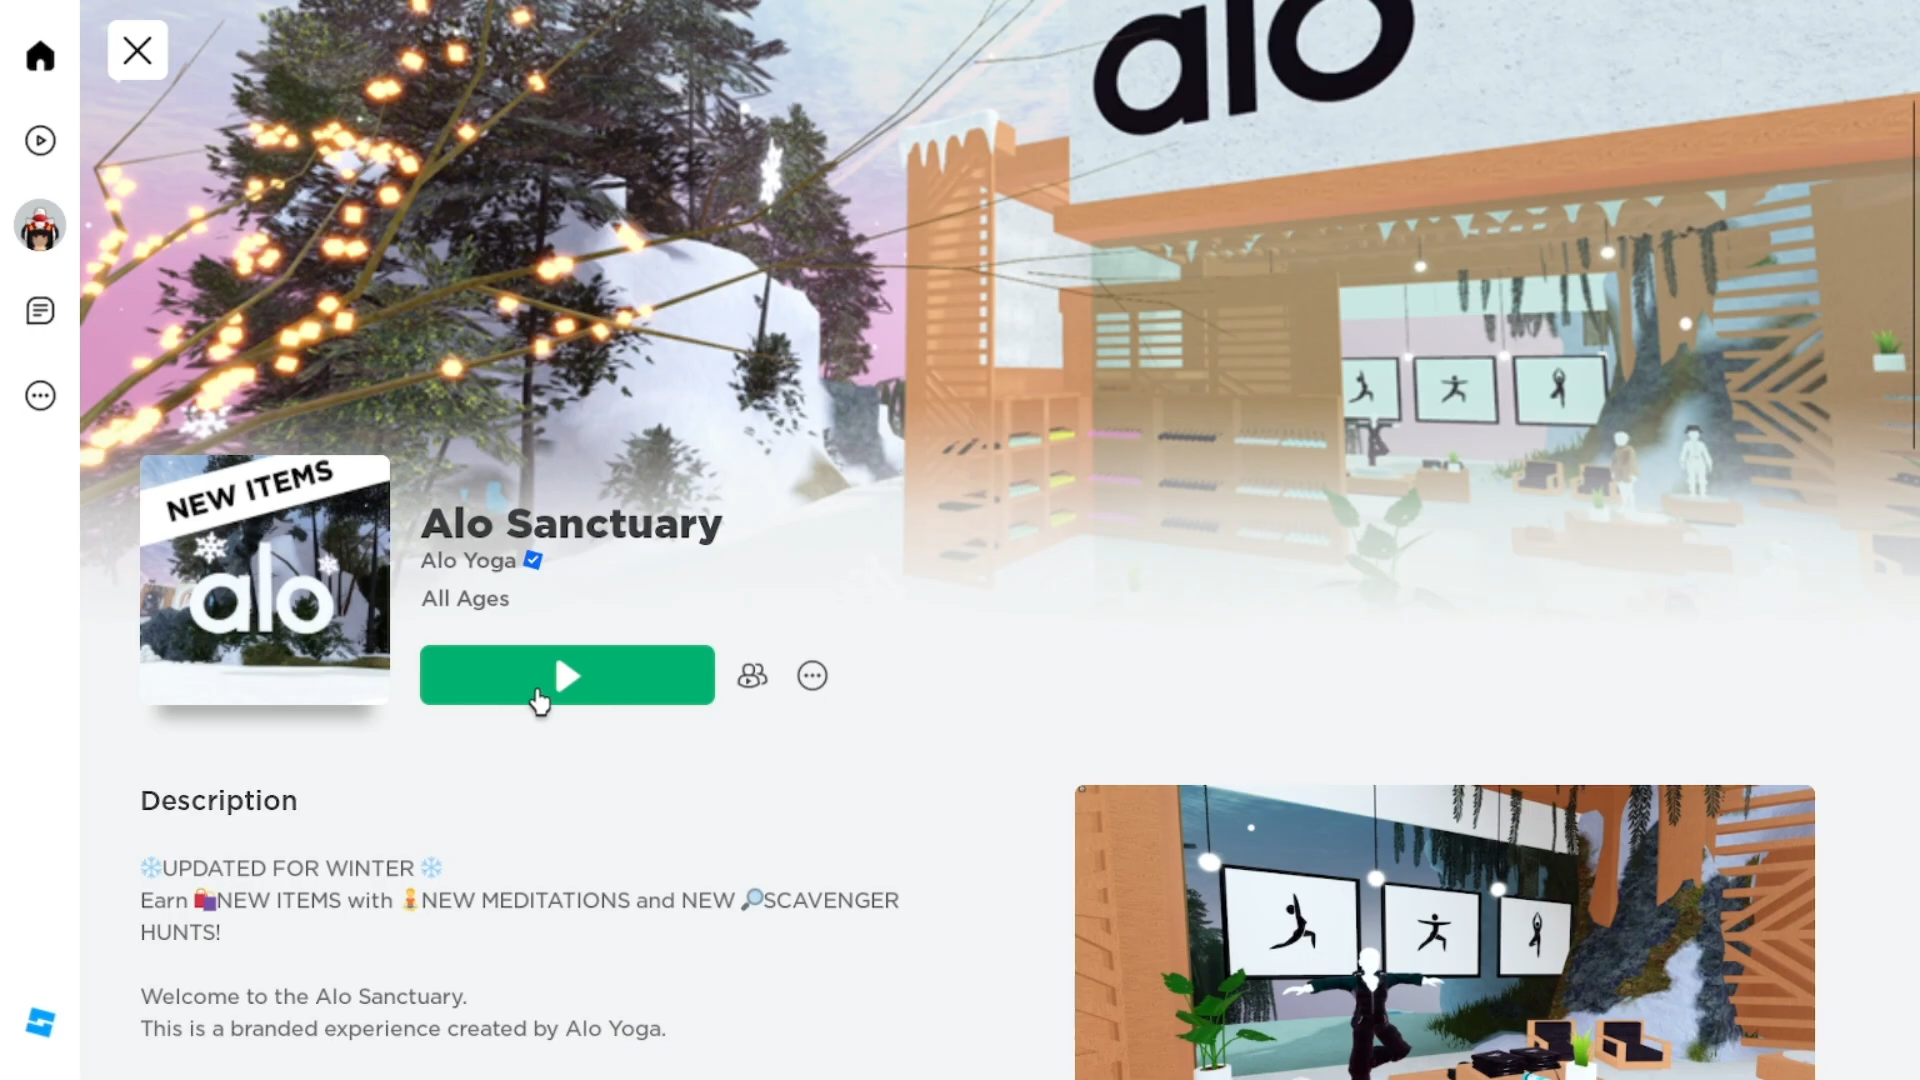 alo
NEW ITEMS
alo
Alo Sanctuary
Alo Yoga
All Ages
Description
❄️UPDATED FOR WINTER ❄️
Earn 🛍️NEW ITEMS with 🧘NEW MEDITATIONS and NEW 🔎SCAVENGER
HUNTS!
Welcome to the Alo Sanctuary.
This is a branded experience created by Alo Yoga.